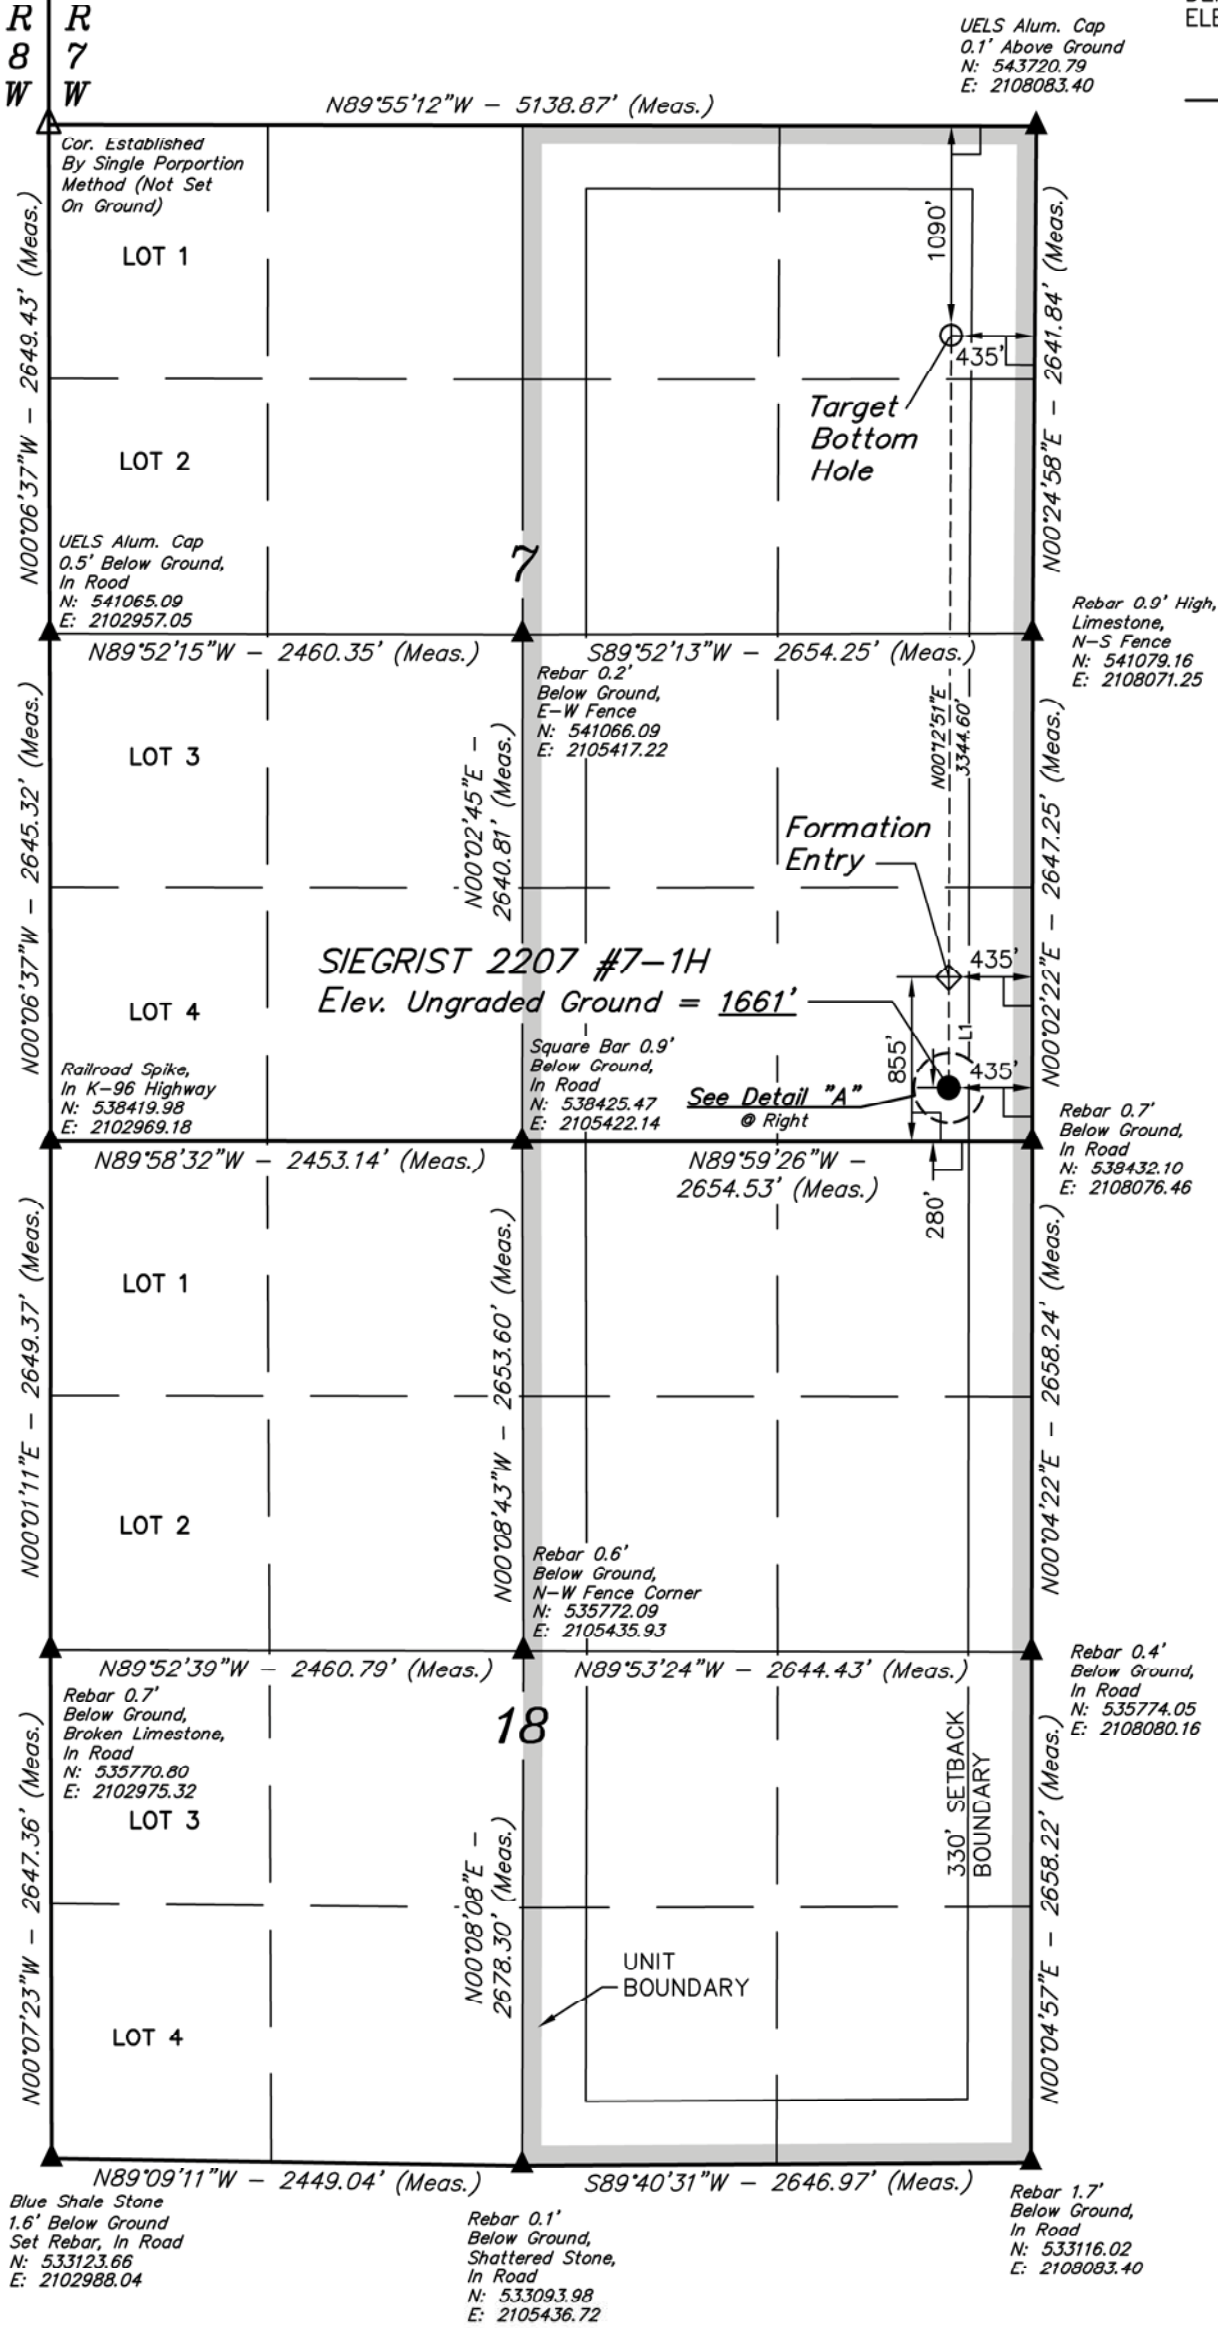 R R
8 7
W W
ELE
UELS Alum. Cap
0.1' Above Ground
N: 543720.79
E: 2108083.40
N89°55'12"W - 5138.87' (Meas.)
Cor. Established
By Single Porportion
Method (Not Set
On Ground)
LOT 1
N00°06'37"W - 2649.43' (Meas.)
1090'
435'
N00°24'58"E - 2641.84' (Meas.)
Target
Bottom
Hole
LOT 2
UELS Alum. Cap
0.5' Below Ground,
In Rood
N: 541065.09
E: 2102957.05
7
Rebar 0.9' High,
Limestone,
N-S Fence
N: 541079.16
E: 2108071.25
N89°52'15"W - 2460.35' (Meas.)
S89°52'13"W - 2654.25' (Meas.)
Rebar 0.2'
Below Ground,
E-W Fence
N: 541066.09
E: 2105417.22
N00°12'51"E
3344.60'
LOT 3
N00°06'37"W - 2645.32' (Meas.)
N00°02'45"E -
2640.81' (Meas.)
N00°02'22"E - 2647.25' (Meas.)
Formation
Entry
SIEGRIST 2207 #7-1H
Elev. Ungraded Ground = 1661'
435'
LOT 4
855'
L1
435'
Railroad Spike,
In K-96 Highway
N: 538419.98
E: 2102969.18
Square Bar 0.9'
Below Ground,
In Road
N: 538425.47
E: 2105422.14
See Detail "A"
@ Right
Rebar 0.7'
Below Ground,
In Road
N: 538432.10
E: 2108076.46
N89°58'32"W - 2453.14' (Meas.)
N89°59'26"W -
2654.53' (Meas.)
280'
LOT 1
N00°01'11"E - 2649.37' (Meas.)
N00°08'43"W - 2653.60' (Meas.)
N00°04'22"E - 2658.24' (Meas.)
LOT 2
Rebar 0.6'
Below Ground,
N-W Fence Corner
N: 535772.09
E: 2105435.93
N89°52'39"W - 2460.79' (Meas.)
N89°53'24"W - 2644.43' (Meas.)
Rebar 0.4'
Below Ground,
In Road
N: 535774.05
E: 2108080.16
Rebar 0.7'
Below Ground,
Broken Limestone,
In Road
N: 535770.80
E: 2102975.32
18
LOT 3
330' SETBACK
BOUNDARY
N00°07'23"W - 2647.36' (Meas.)
N00°08'08"E -
2678.30' (Meas.)
N00°04'57"E - 2658.22' (Meas.)
UNIT
BOUNDARY
LOT 4
N89°09'11"W - 2449.04' (Meas.)
S89°40'31"W - 2646.97' (Meas.)
Blue Shale Stone
1.6' Below Ground
Set Rebar, In Road
N: 533123.66
E: 2102988.04
Rebar 0.1'
Below Ground,
Shattered Stone,
In Road
N: 533093.98
E: 2105436.72
Rebar 1.7'
Below Ground,
In Road
N: 533116.02
E: 2108083.40